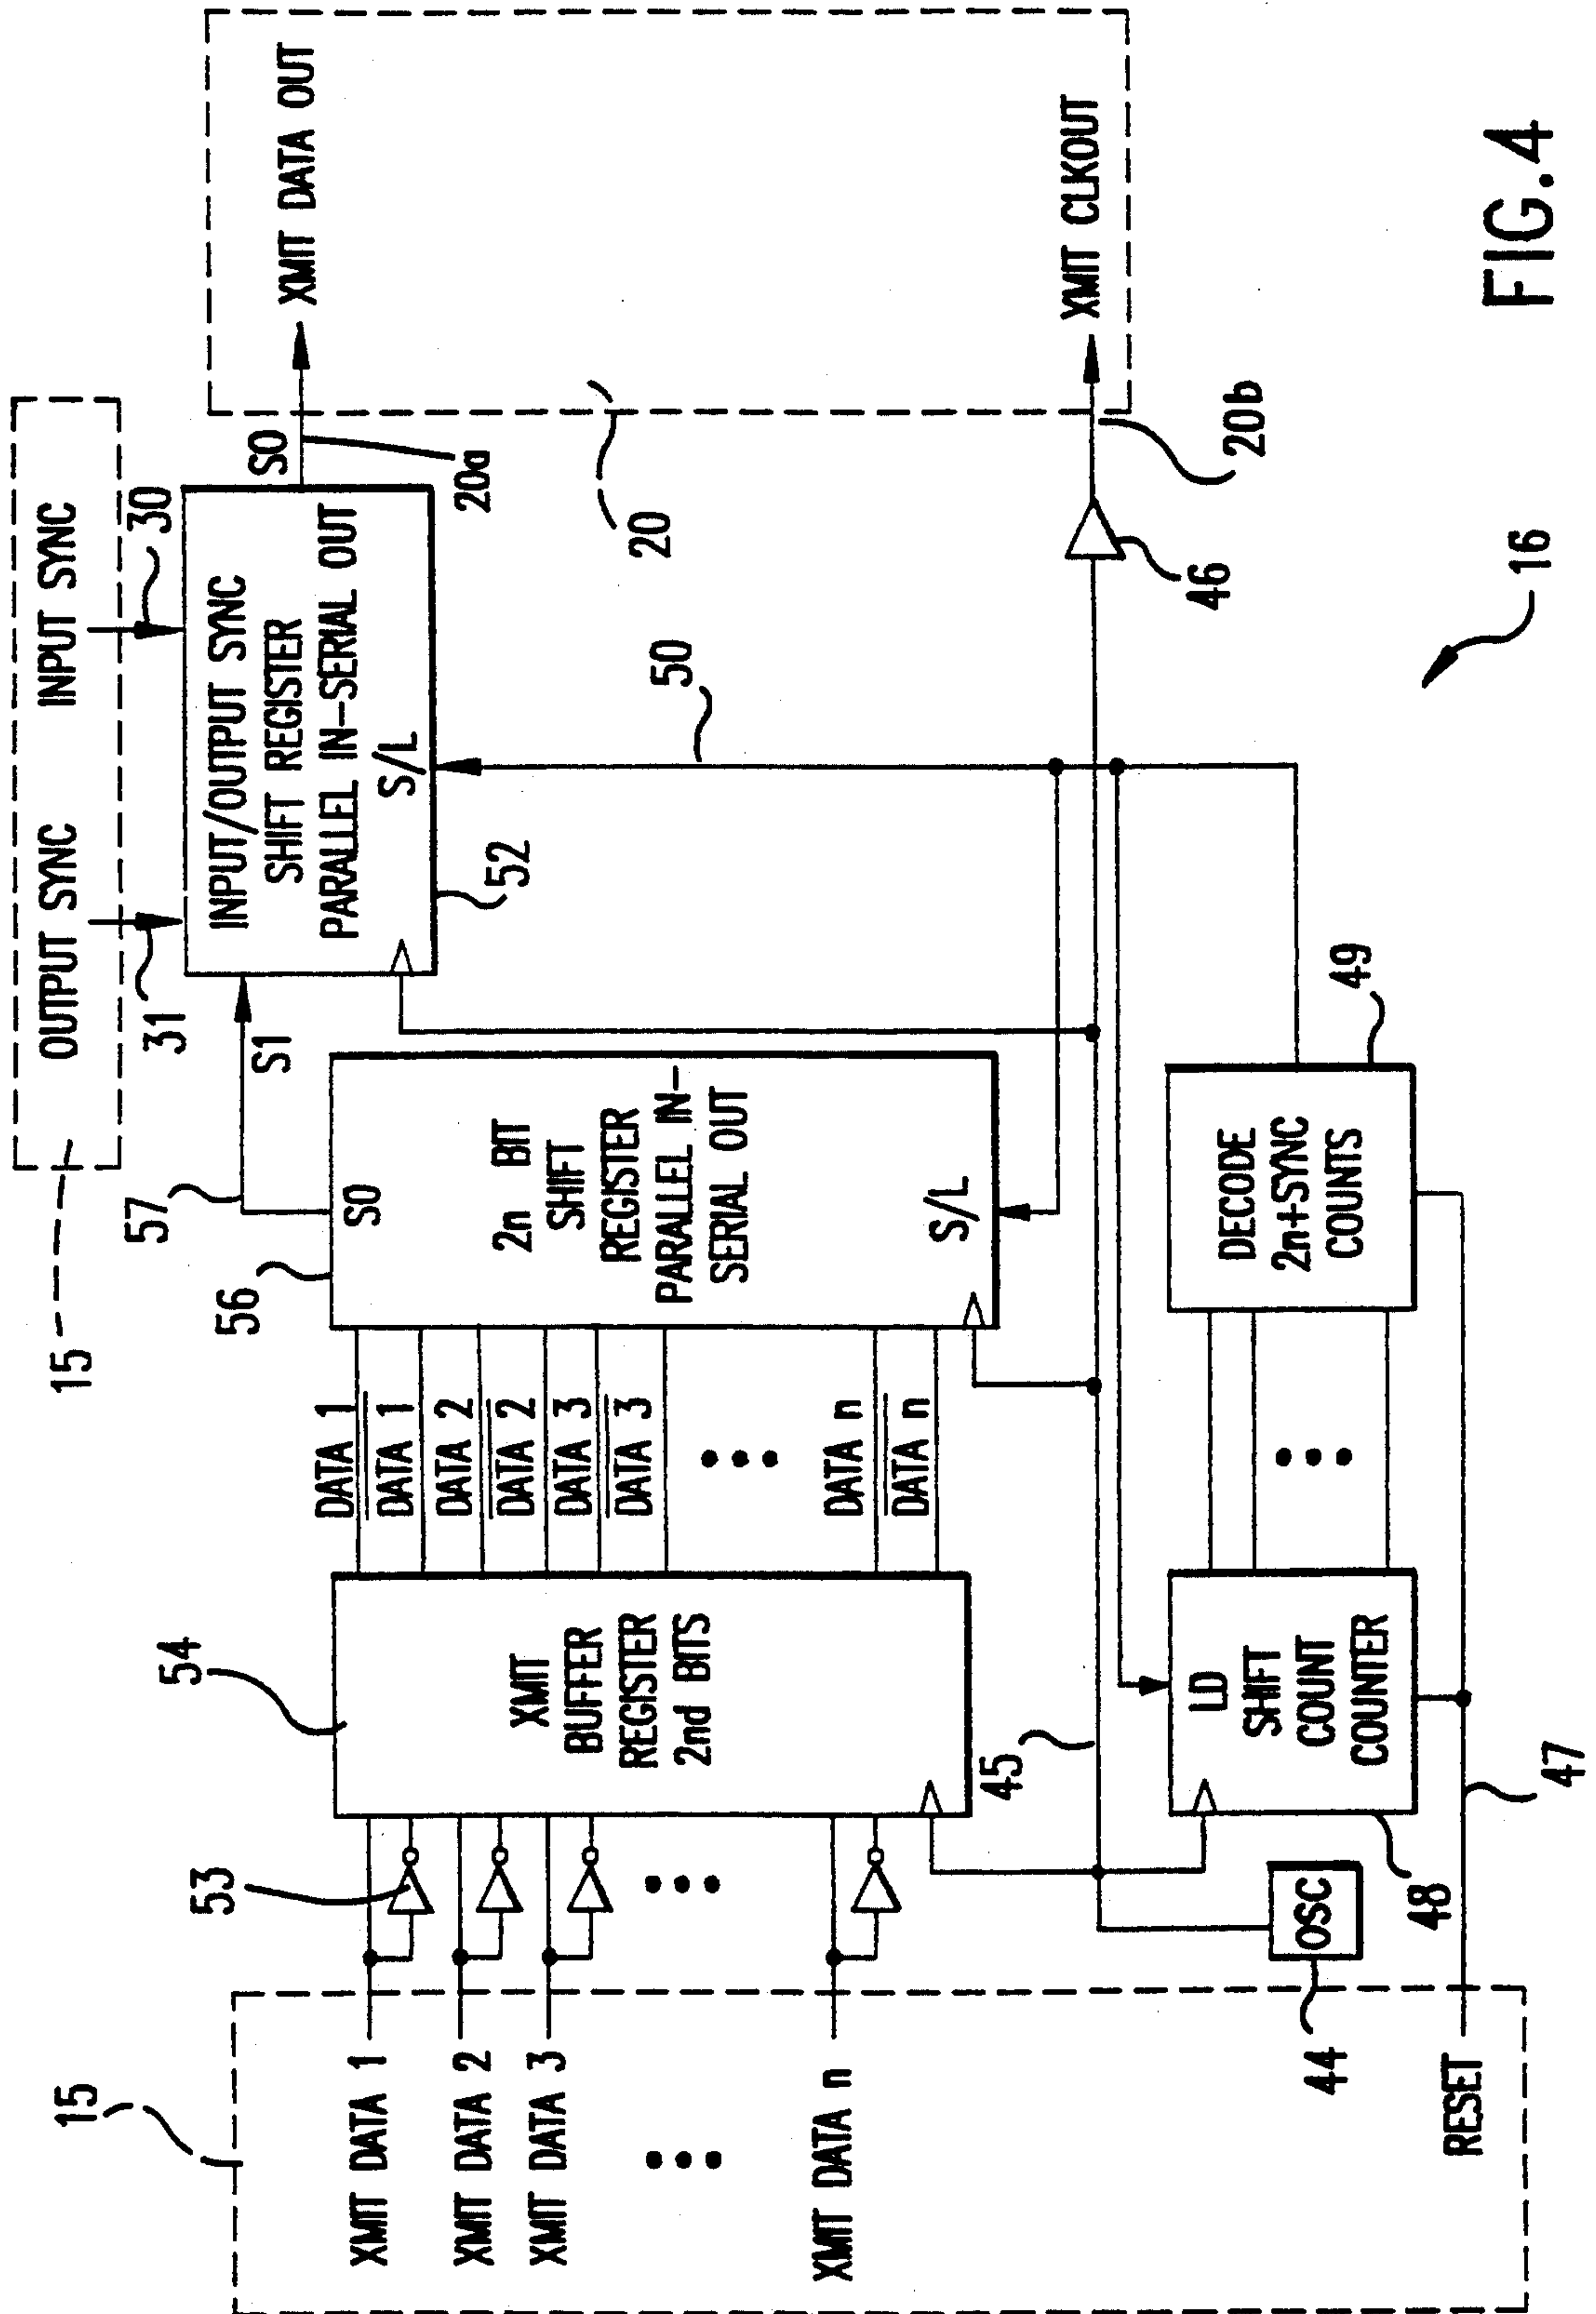 15
OUTPUT SYNC
INPUT SYNC
31
30
XMIT DATA 1
XMIT DATA 2
XMIT DATA 3
XMIT DATA n
RESET
15
53
54
XMIT
BUFFER
REGISTER
2nd BITS
DATA 1
DATA 1
DATA 2
DATA 2
DATA 3
DATA 3
DATA n
DATA n
56
57
SO
2n BIT
SHIFT
REGISTER
PARALLEL IN-
SERIAL OUT
S/L
S1
INPUT/OUTPUT SYNC
SHIFT REGISTER
PARALLEL IN-SERIAL OUT
S/L
52
SO
20a
XMIT DATA OUT
20
50
XMIT CLKOUT
20b
46
45
44
OSC
48
LD
SHIFT
COUNT
COUNTER
47
DECODE
2n+SYNC
COUNTS
49
16
FIG.4